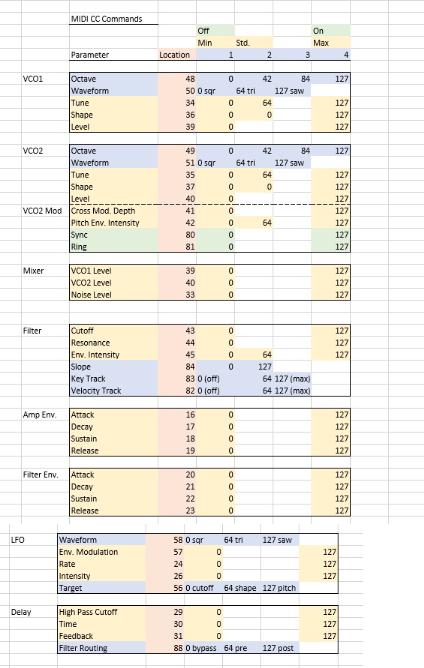 MIDI CC Commands
Off On
Min Std. Max
Parameter Location 1 2 3 4
VCO1 Octave 48 0 42 84 127
Waveform 50 0 sqr 64 tri 127 saw
Tune 34 0 64 127
Shape 36 0 0 127
Level 39 0 127
VCO2 Octave 49 0 42 84 127
Waveform 51 0 sqr 64 tri 127 saw
Tune 35 0 64 127
Shape 37 0 0 127
Level 40 0 127
VCO2 Mod Cross Mod. Depth 41 0 127
Pitch Env. Intensity 42 0 64 127
Sync 80 0 127
Ring 81 0 127
Mixer VCO1 Level 39 0 127
VCO2 Level 40 0 127
Noise Level 33 0 127
Filter Cutoff 43 0 127
Resonance 44 0 127
Env. Intensity 45 0 64 127
Slope 84 0 127
Key Track 83 0 (off) 64 127 (max)
Velocity Track 82 0 (off) 64 127 (max)
Amp Env. Attack 16 0 127
Decay 17 0 127
Sustain 18 0 127
Release 19 0 127
Filter Env. Attack 20 0 127
Decay 21 0 127
Sustain 22 0 127
Release 23 0 127
LFO Waveform 58 0 sqr 64 tri 127 saw
Env. Modulation 57 0 127
Rate 24 0 127
Intensity 26 0 127
Target 56 0 cutoff 64 shape 127 pitch
Delay High Pass Cutoff 29 0 127
Time 30 0 127
Feedback 31 0 127
Filter Routing 88 0 bypass 64 pre 127 post